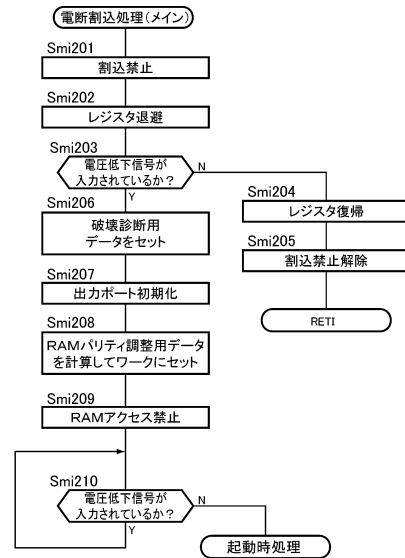 電断割込処理（メイン）
Smi201
割込禁止
Smi202
レジスタ退避
Smi203
電圧低下信号が
入力されているか？
N
Y
Smi204
レジスタ復帰
Smi205
割込禁止解除
RETI
Smi206
破壊診断用
データをセット
Smi207
出力ポート初期化
Smi208
ＲＡＭパリティ調整用データ
を計算してワークにセット
Smi209
ＲＡＭアクセス禁止
Smi210
電圧低下信号が
入力されているか？
N
Y
起動時処理